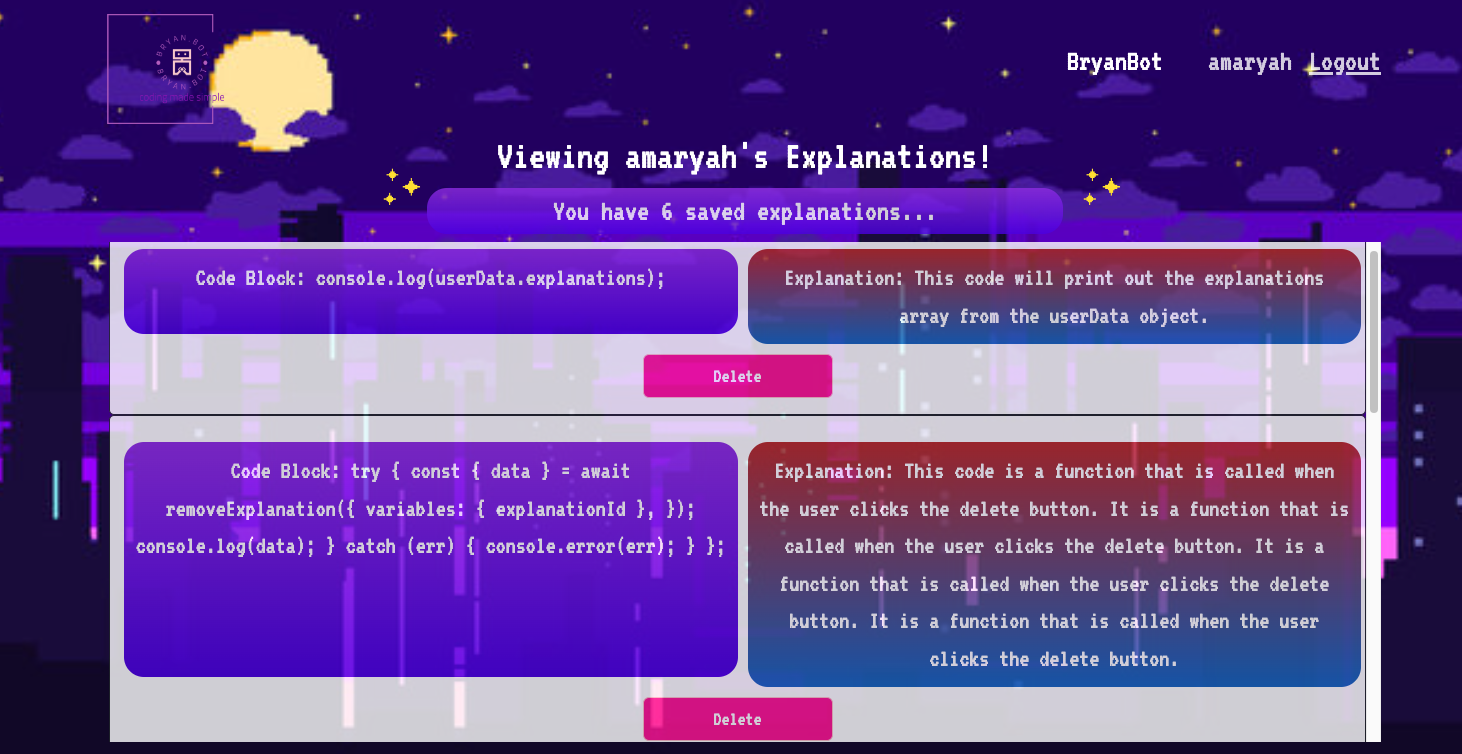 BRYAN-BOT
BRYAN-BOT
coding made simple
BryanBot amaryah Logout
Viewing amaryah's Explanations!
You have 6 saved explanations...
Code Block: console.log(userData.explanations);
Explanation: This code will print out the explanations
array from the userData object.
Delete
Code Block: try { const { data } = await
removeExplanation({ variables: { explanationId }, });
console.log(data); } catch (err) { console.error(err); } };
Explanation: This code is a function that is called when
the user clicks the delete button. It is a function that is
called when the user clicks the delete button. It is a
function that is called when the user clicks the delete
button. It is a function that is called when the user
clicks the delete button.
Delete